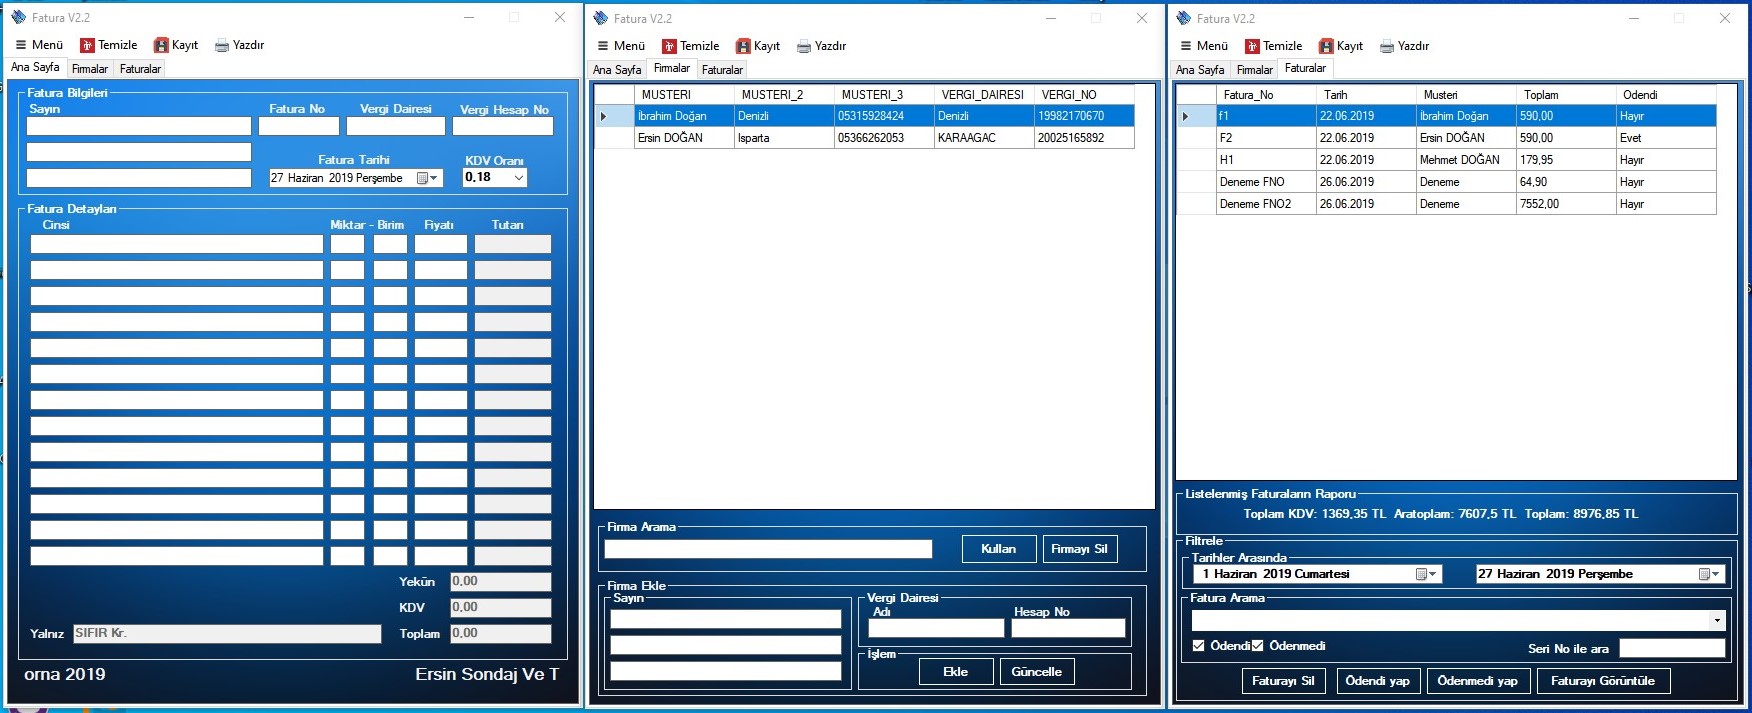 Fatura V2.2
Menü Temizle Kayıt Yazdır
Ana Sayfa Firmalar Faturalar
Fatura Bilgileri
Sayın Fatura No Vergi Dairesi Vergi Hesap No
Fatura Tarihi KDV Oranı
27 Haziran 2019 Perşembe 0,18
Fatura Detayları
Cinsi Miktar - Birim Fiyatı Tutarı
Yekün 0,00
KDV 0,00
Yalnız SIFIR Kr. Toplam 0,00
orna 2019 Ersin Sondaj Ve T
Fatura V2.2
Menü Temizle Kayıt Yazdır
Ana Sayfa Firmalar Faturalar
MUSTERI MUSTERI_2 MUSTERI_3 VERGI_DAIRESI VERGI_NO
İbrahim Doğan Denizli 05315928424 Denizli 19982170670
Ersin DOĞAN Isparta 05366262053 KARAAGAC 20025165892
Firma Arama
Kullan Firmayı Sil
Firma Ekle
Sayın Vergi Dairesi
Adı Hesap No
İşlem
Ekle Güncelle
Fatura V2.2
Menü Temizle Kayıt Yazdır
Ana Sayfa Firmalar Faturalar
Fatura_No Tarih Musteri Toplam Odendi
f1 22.06.2019 İbrahim Doğan 590,00 Hayır
F2 22.06.2019 Ersin DOĞAN 590,00 Evet
H1 22.06.2019 Mehmet DOĞAN 179,95 Hayır
Deneme FNO 26.06.2019 Deneme 64,90 Hayır
Deneme FNO2 26.06.2019 Deneme 7552,00 Hayır
Listelenmiş Faturaların Raporu
Toplam KDV: 1369,35 TL Aratoplam: 7607,5 TL Toplam: 8976,85 TL
Filtrele
Tarihler Arasında
1 Haziran 2019 Cumartesi 27 Haziran 2019 Perşembe
Fatura Arama
Ödendi Ödenmedi Seri No ile ara
Faturayı Sil Ödendi yap Ödenmedi yap Faturayı Görüntüle